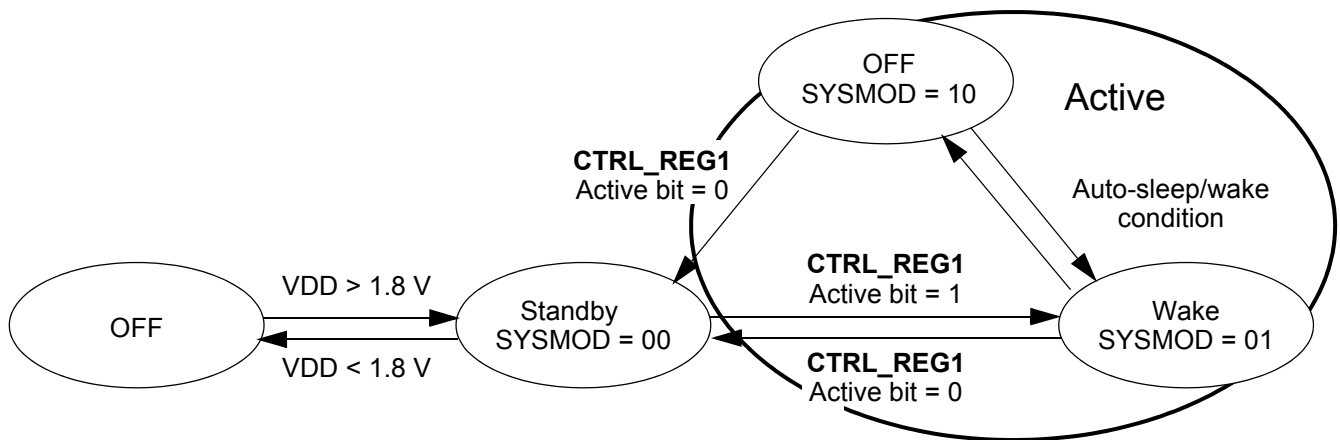 OFF
SYSMOD = 10
Active
CTRL_REG1
Active bit = 0
Auto-sleep/wake
condition
VDD > 1.8 V
CTRL_REG1
Active bit = 1
OFF
Standby
SYSMOD = 00
Wake
SYSMOD = 01
VDD < 1.8 V
CTRL_REG1
Active bit = 0